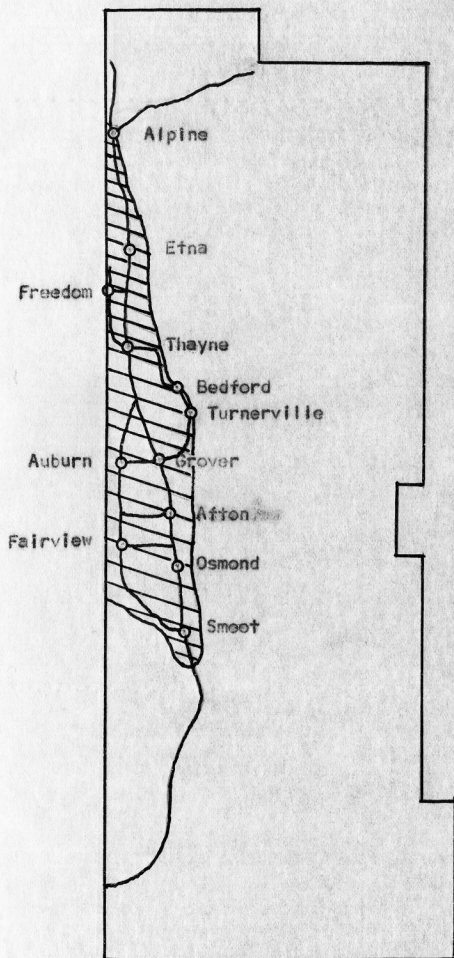 Alpine
Etna
Freedom
Thayne
Bedford
Turnerville
Auburn
Grover
Afton
Fairview
Osmond
Smoot